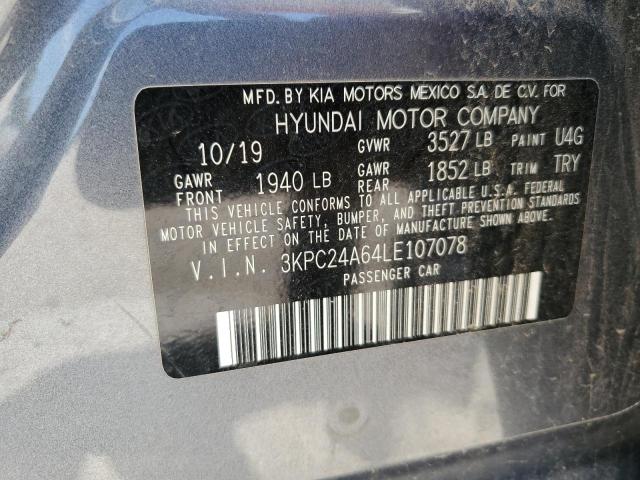 MFD. BY KIA MOTORS MEXICO S.A. DE C.V. FOR
HYUNDAI MOTOR COMPANY
10/19 GVWR 3527 LB PAINT U4G
GAWR FRONT 1940 LB GAWR REAR 1852 LB TRIM TRY
THIS VEHICLE CONFORMS TO ALL APPLICABLE U.S.A. FEDERAL
MOTOR VEHICLE SAFETY, BUMPER, AND THEFT PREVENTION STANDARDS
IN EFFECT ON THE DATE OF MANUFACTURE SHOWN ABOVE.
V.I.N. 3KPC24A64LE107078
PASSENGER CAR